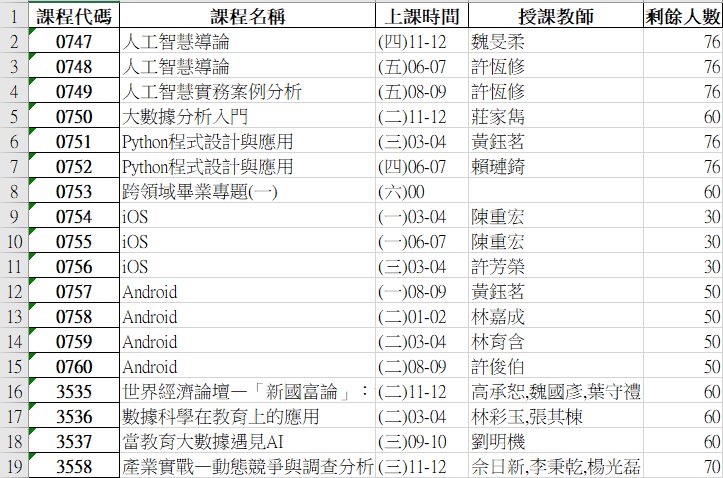 1 課程代碼 課程名稱 上課時間 授課教師 剩餘人數
2 0747 人工智慧導論 (四)11-12 魏旻柔 76
3 0748 人工智慧導論 (五)06-07 許恆修 76
4 0749 人工智慧實務案例分析 (五)08-09 許恆修 76
5 0750 大數據分析入門 (二)11-12 莊家雋 60
6 0751 Python程式設計與應用 (三)03-04 黃鈺茗 76
7 0752 Python程式設計與應用 (四)06-07 賴璉錡 76
8 0753 跨領域畢業專題(一) (六)00 60
9 0754 iOS (一)03-04 陳重宏 30
10 0755 iOS (一)06-07 陳重宏 30
11 0756 iOS (三)03-04 許芳榮 30
12 0757 Android (一)08-09 黃鈺茗 50
13 0758 Android (二)01-02 林嘉成 50
14 0759 Android (二)03-04 林育含 50
15 0760 Android (二)08-09 許俊伯 50
16 3535 世界經濟論壇—「新國富論」： (二)11-12 高承恕,魏國彥,葉守禮 60
17 3536 數據科學在教育上的應用 (二)03-04 林彩玉,張其棟 60
18 3537 當教育大數據遇見AI (三)09-10 劉明機 60
19 3558 產業實戰—動態競爭與調查分析 (三)11-12 佘日新,李秉乾,楊光磊 70